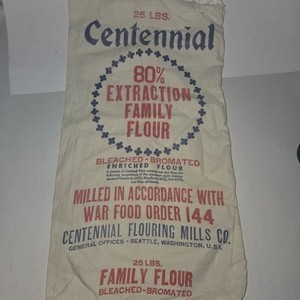 25 LBS.
Centennial
80%
EXTRACTION
FAMILY
FLOUR
BLEACHED-BROMATED
ENRICHED FLOUR
MILLED IN ACCORDANCE WITH
WAR FOOD ORDER 144
CENTENNIAL FLOURING MILLS CO.
GENERAL OFFICES - SEATTLE, WASHINGTON, U.S.A.
25 LBS.
FAMILY FLOUR
BLEACHED-BROMATED